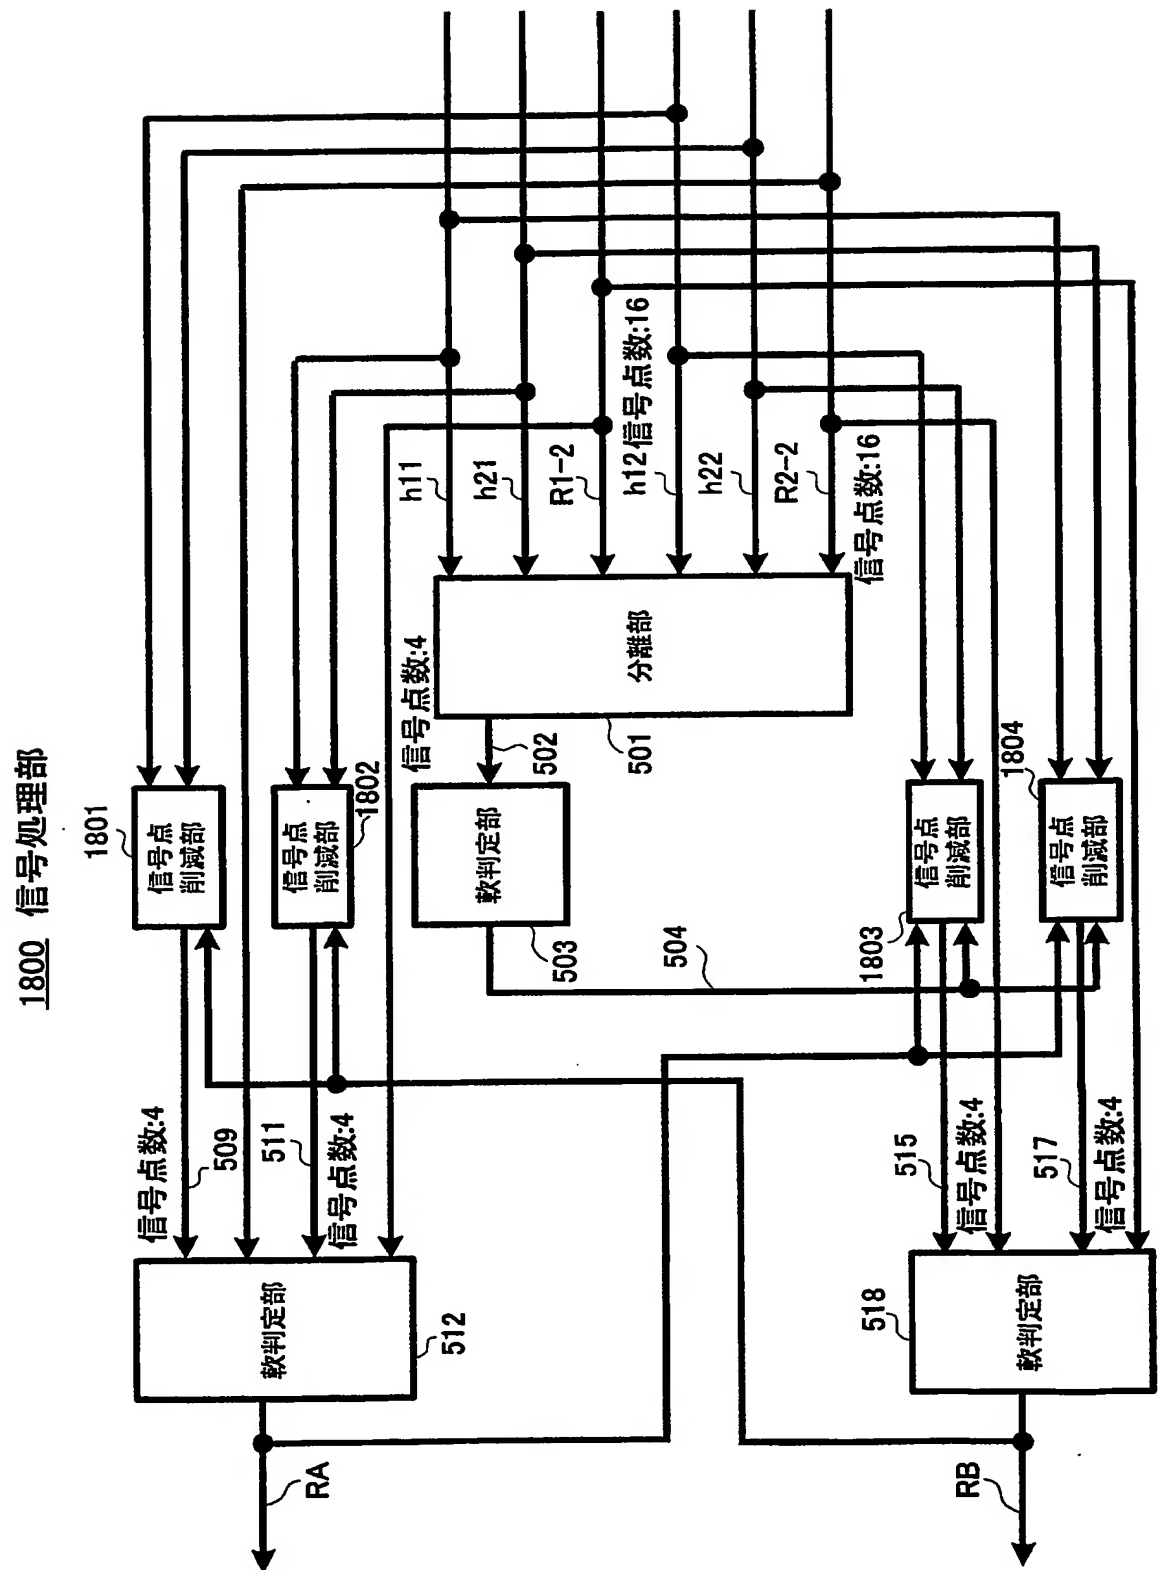 1800 信号処理部
1801
信号点
削減部
1802
信号点
削減部
信号点数:4
509
511
信号点数:4
軟判定部
512
RA
h11
h21
R1-2
信号点数:16
h12
h22
R2-2
信号点数:16
信号点数:4
分離部
501
502
軟判定部
503
504
1803
信号点
削減部
1804
信号点
削減部
515
信号点数:4
517
信号点数:4
軟判定部
518
RB